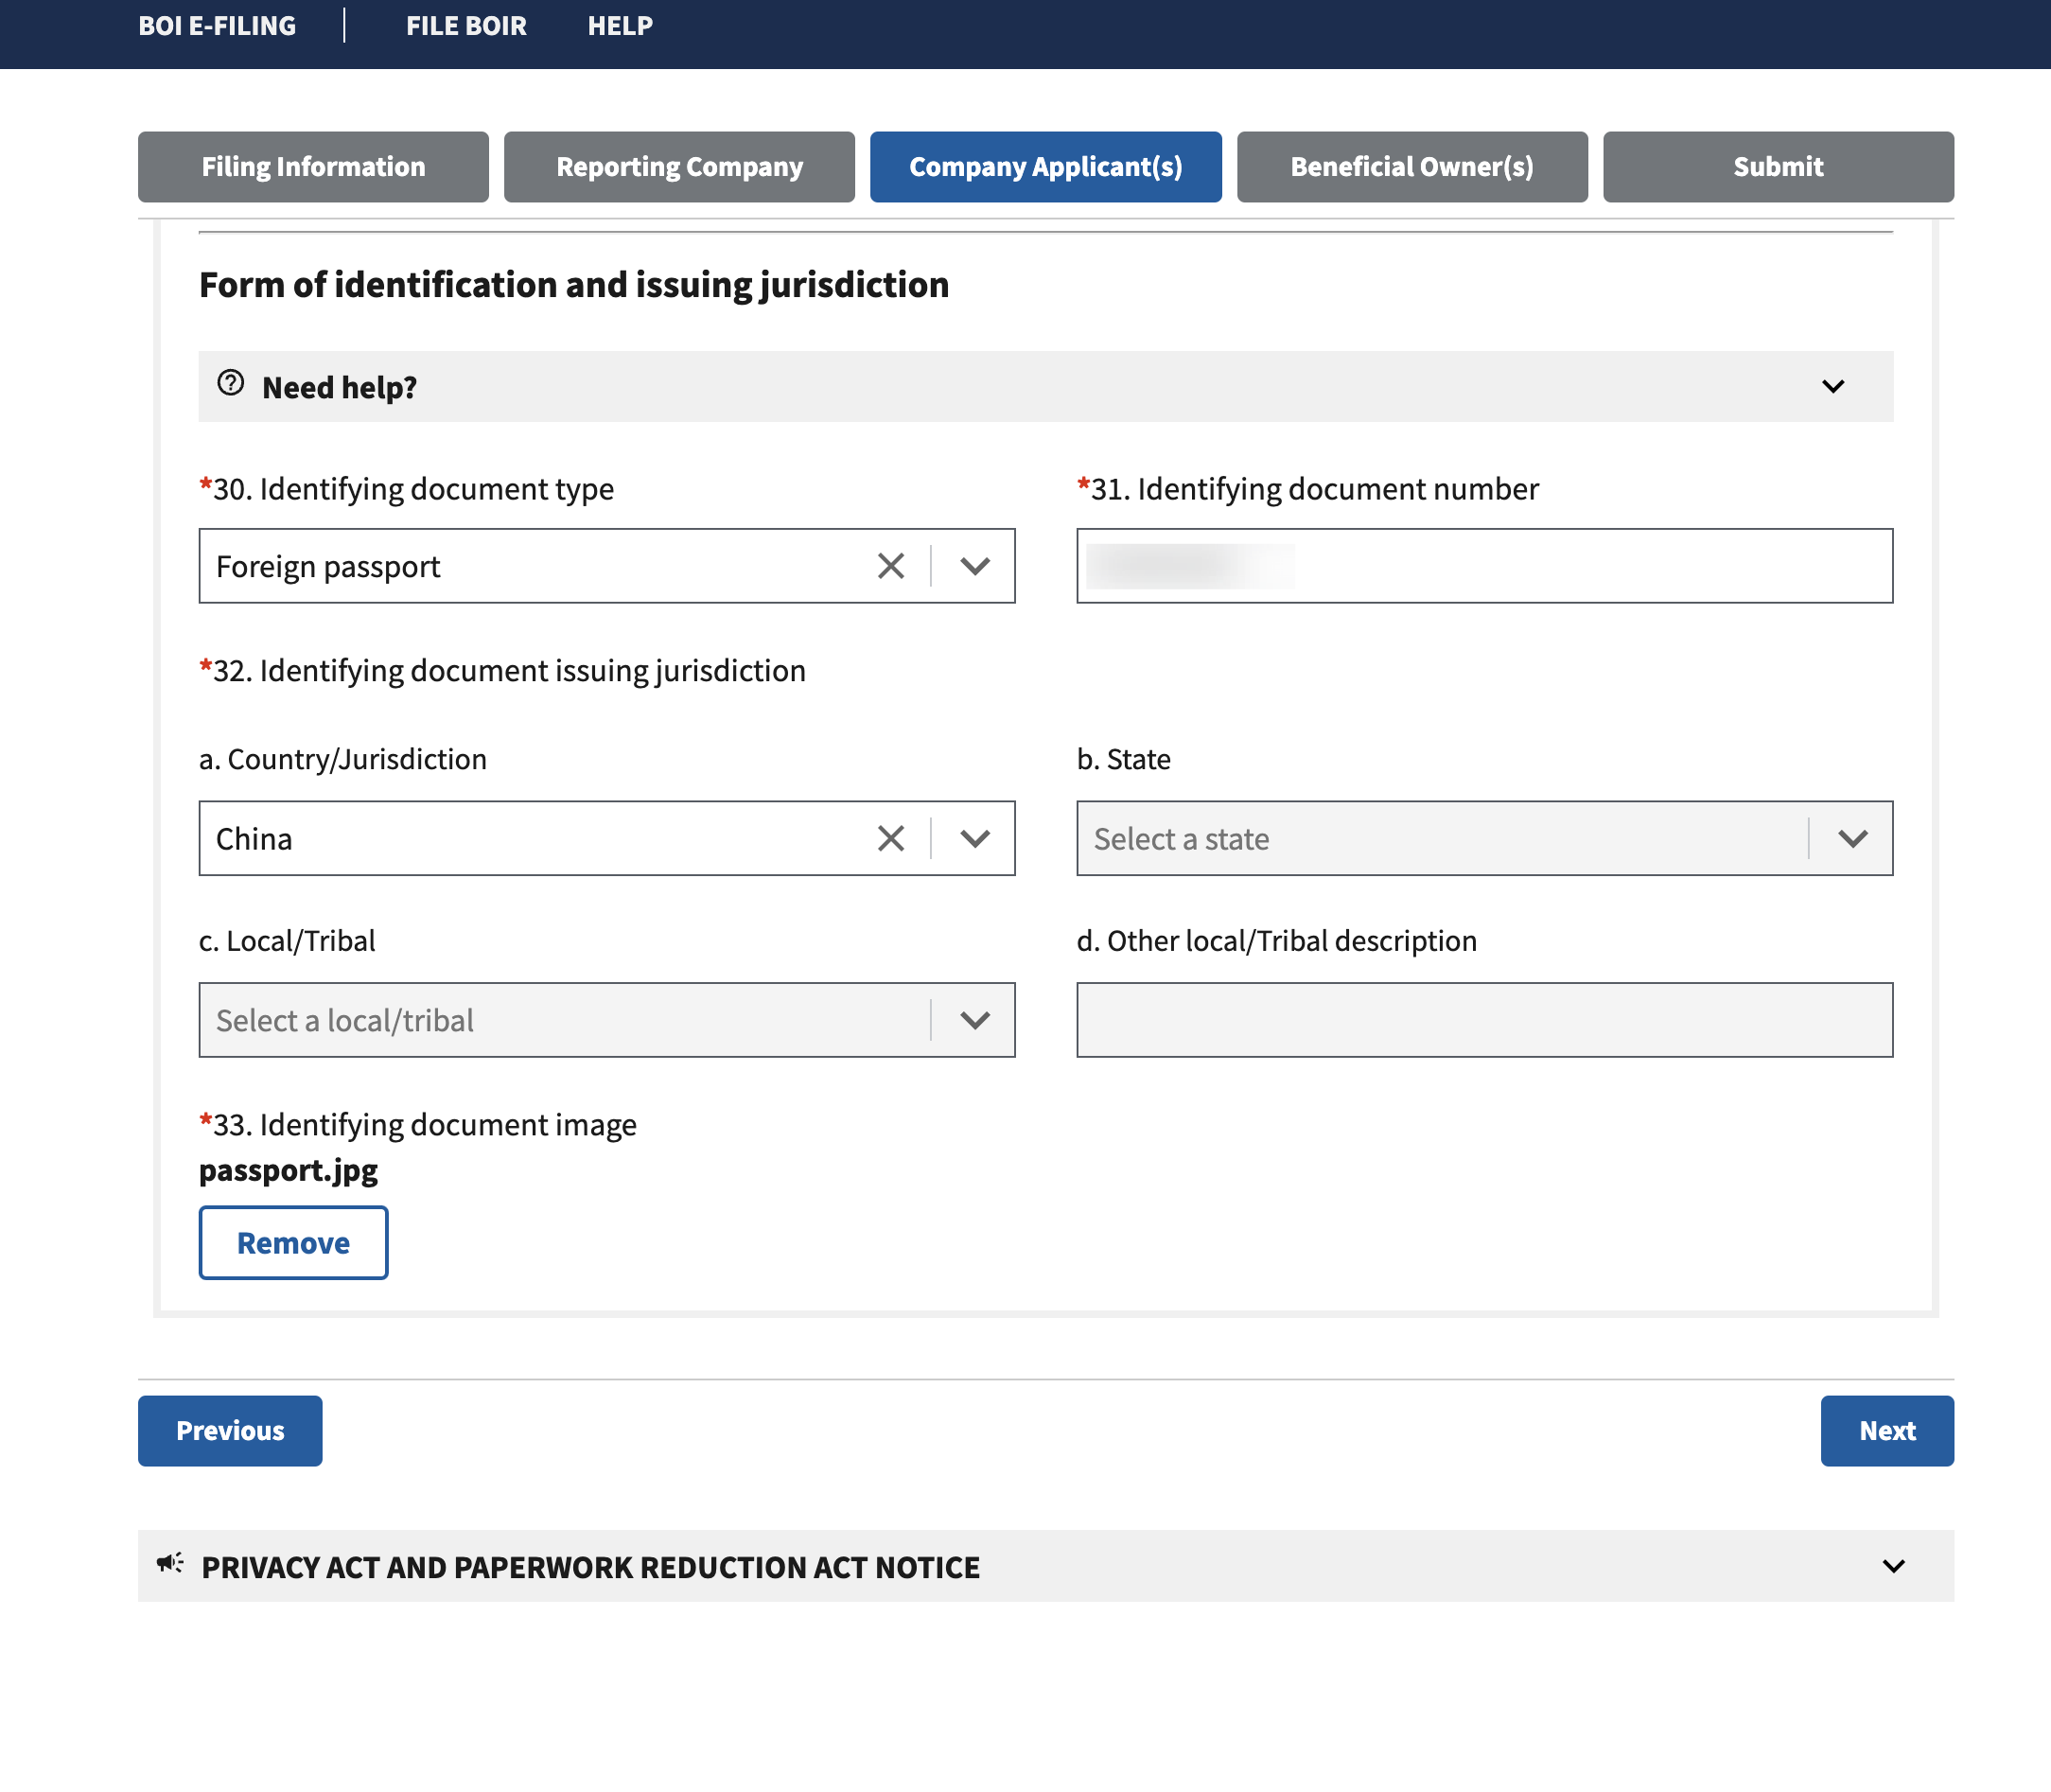 BOI E-FILING FILE BOIR HELP
Filing Information Reporting Company Company Applicant(s) Beneficial Owner(s) Submit
Form of identification and issuing jurisdiction
Need help?
*30. Identifying document type *31. Identifying document number
Foreign passport
*32. Identifying document issuing jurisdiction
a. Country/Jurisdiction b. State
China Select a state
c. Local/Tribal d. Other local/Tribal description
Select a local/tribal
*33. Identifying document image
passport.jpg
Remove
Previous Next
PRIVACY ACT AND PAPERWORK REDUCTION ACT NOTICE